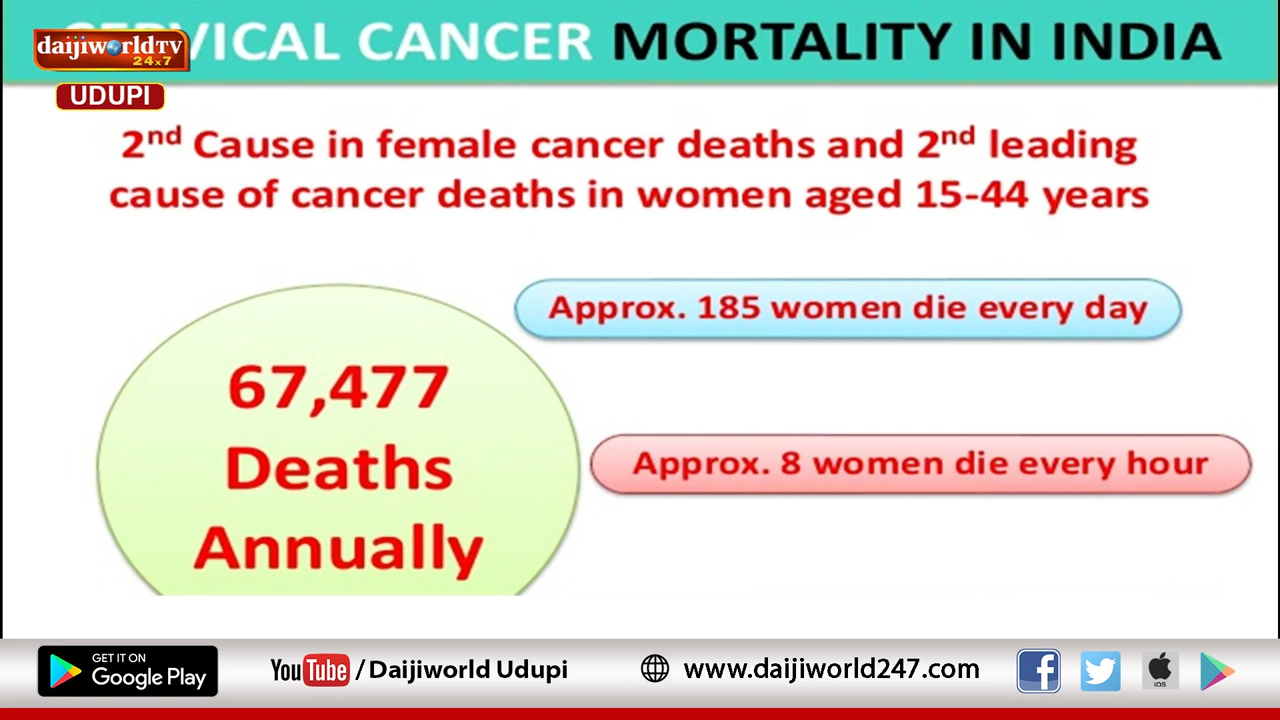 VICAL CANCER MORTALITY IN INDIA
daijiworldTV
24x7
UDUPI
2nd Cause in female cancer deaths and 2nd leading
cause of cancer deaths in women aged 15-44 years
Approx. 185 women die every day
67,477
Deaths
Annually
Approx. 8 women die every hour
GET IT ON
Google Play
YouTube / Daijiworld Udupi
www.daijiworld247.com
iOS